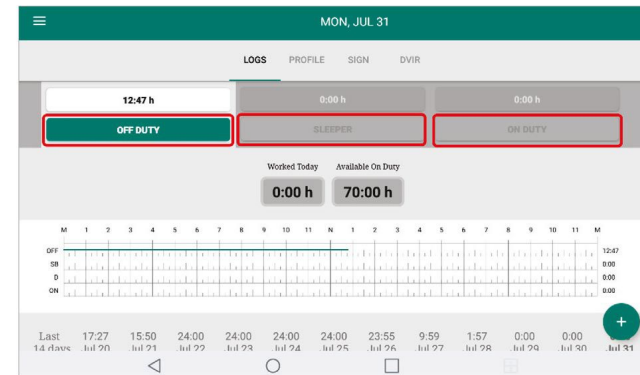 MON, JUL 31
LOGS PROFILE SIGN DVIR
12:47 h 0:00 h 0:00 h
OFF DUTY SLEEPER ON DUTY
Worked Today Available On Duty
0:00 h 70:00 h
M 1 2 3 4 5 6 7 8 9 10 11 N 1 2 3 4 5 6 7 8 9 10 11 M
OFF 12:47
SB 0:00
D 0:00
ON 0:00
Last 17:27 15:50 24:00 24:00 24:00 24:00 23:55 9:59 1:57 0:00 0:00
14 days Jul 20 Jul 21 Jul 22 Jul 23 Jul 24 Jul 25 Jul 26 Jul 27 Jul 28 Jul 29 Jul 30 Jul 31